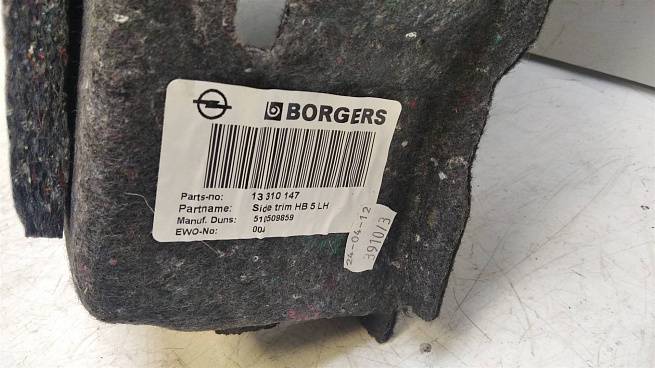 BORGERS
Parts-no: 13 310 147
Partname: Side trim HB 5 LH
Manuf. Duns:
EWO-No:
24-04-12
3910/3